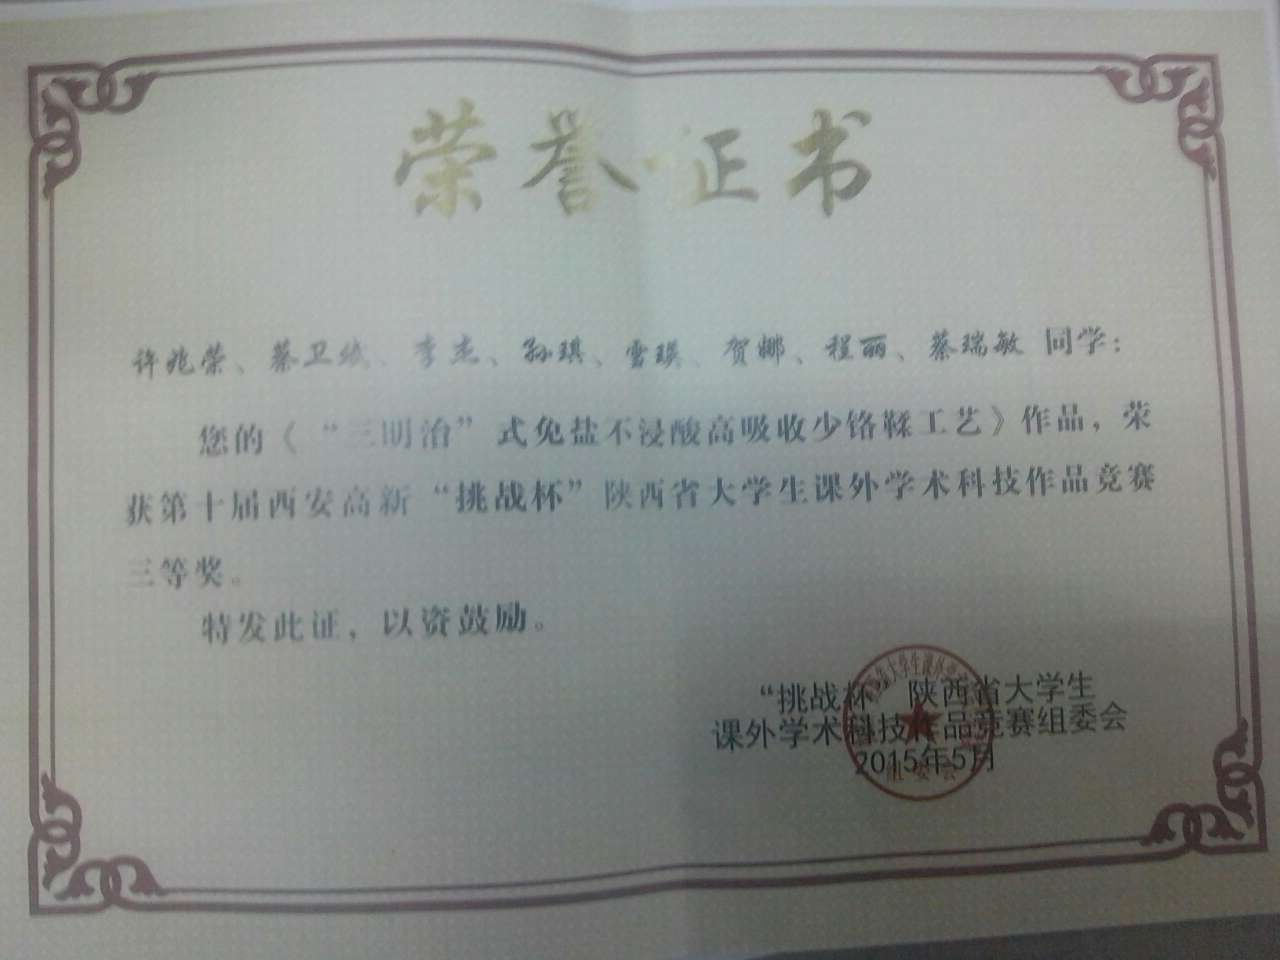 荣誉证书
许兆荣、蔡卫斌、李杰、孙琪、雷瑛、贺娜、程丽、蔡瑞敏 同学：
您的《“三明治”式免盐不浸酸高吸收少铬鞣工艺》作品，荣
获第十届西安高新“挑战杯”陕西省大学生课外学术科技作品竞赛
三等奖。
特发此证，以资鼓励。
“挑战杯 陕西省大学生
课外学术科技作品竞赛组委会
2015年5月
组委会